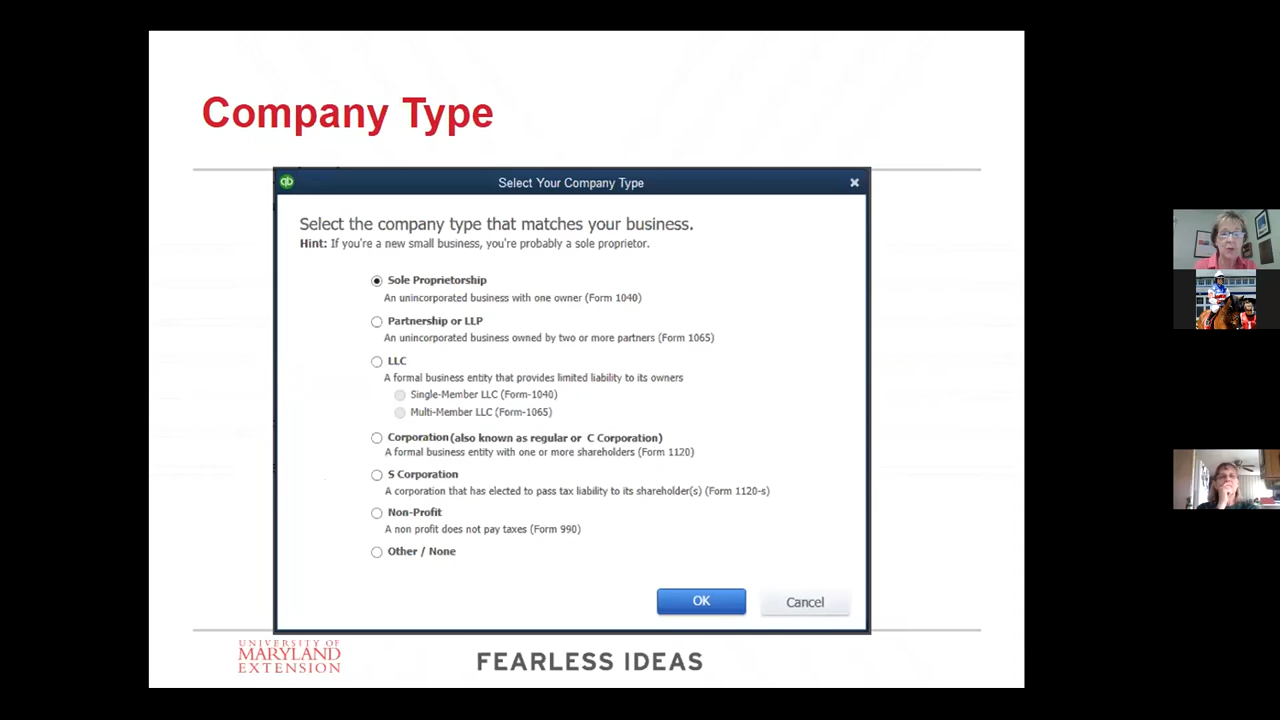 Company Type
qb
Select Your Company Type
Select the company type that matches your business.
Hint: If you're a new small business, you're probably a sole proprietor.
Sole Proprietorship
An unincorporated business with one owner (Form 1040)
Partnership or LLP
An unincorporated business owned by two or more partners (Form 1065)
LLC
A formal business entity that provides limited liability to its owners
Single-Member LLC (Form-1040)
Multi-Member LLC (Form-1065)
Corporation(also known as regular or C Corporation)
A formal business entity with one or more shareholders (Form 1120)
S Corporation
A corporation that has elected to pass tax liability to its shareholder(s) (Form 1120-s)
Non-Profit
A non profit does not pay taxes (Form 990)
Other / None
OK
Cancel
UNIVERSITY OF
MARYLAND
EXTENSION
FEARLESS IDEAS